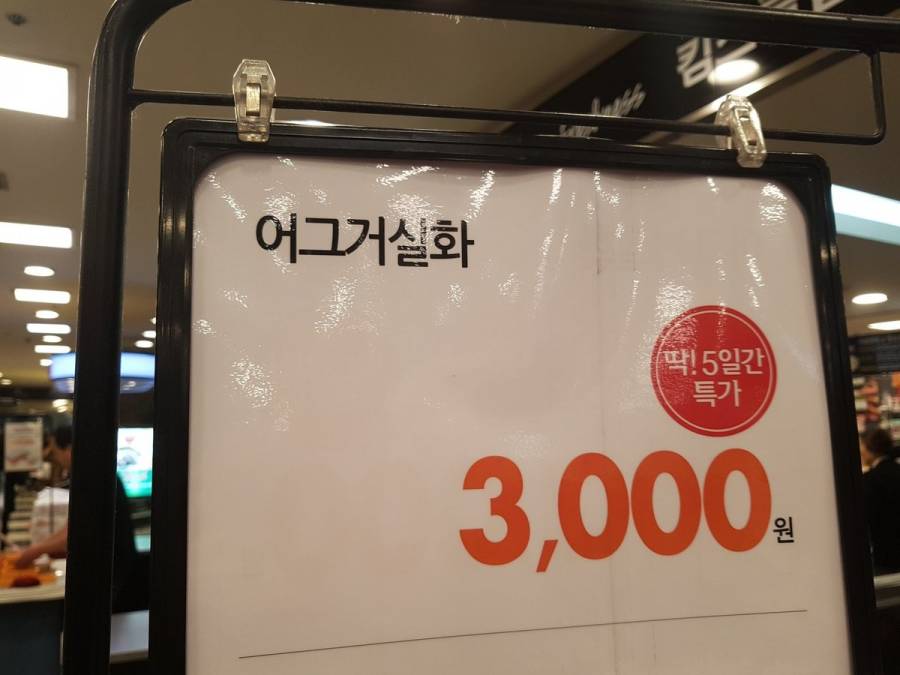 어그거실화
딱! 5일간
특가
3,000원